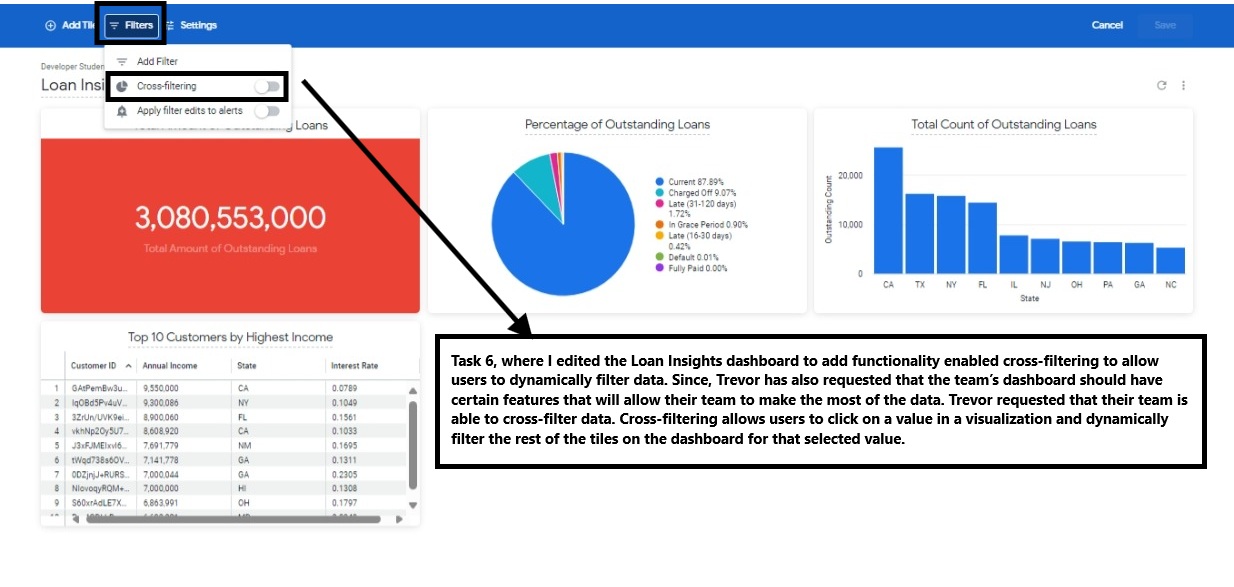 Add Tile Filters Settings Cancel Save
Add Filter
Cross-filtering
Apply filter edits to alerts
Developer Studen
Loan Insi
Total Amount of Outstanding Loans
3,080,553,000
Total Amount of Outstanding Loans
Percentage of Outstanding Loans
Current 87.89%
Charged Off 9.07%
Late (31-120 days)
1.72%
In Grace Period 0.90%
Late (16-30 days)
0.42%
Default 0.01%
Fully Paid 0.00%
Total Count of Outstanding Loans
Outstanding Count
20,000
10,000
0
CA TX NY FL IL NJ OH PA GA NC
State
Top 10 Customers by Highest Income
Customer ID Annual Income State Interest Rate
1 GAtPemBw3u... 9,550,000 CA 0.0789
2 IqOBd5Pv4uV... 9,300,086 NY 0.1049
3 3ZrUn/UVK9ei... 8,900,060 FL 0.1561
4 vkhNp2Oy5U7... 8,608,920 CA 0.1033
5 J3xFJMEIxvI6... 7,691,779 NM 0.1695
6 tWqd738s6OV... 7,141,778 GA 0.1311
7 0DZjnjJ+RURS... 7,000,044 GA 0.2305
8 NIovoqyRQM+... 7,000,000 HI 0.1308
9 S60xrAdLE7X... 6,863,991 OH 0.1797
10
Task 6, where I edited the Loan Insights dashboard to add functionality enabled cross-filtering to allow
users to dynamically filter data. Since, Trevor has also requested that the team's dashboard should have
certain features that will allow their team to make the most of the data. Trevor requested that their team is
able to cross-filter data. Cross-filtering allows users to click on a value in a visualization and dynamically
filter the rest of the tiles on the dashboard for that selected value.